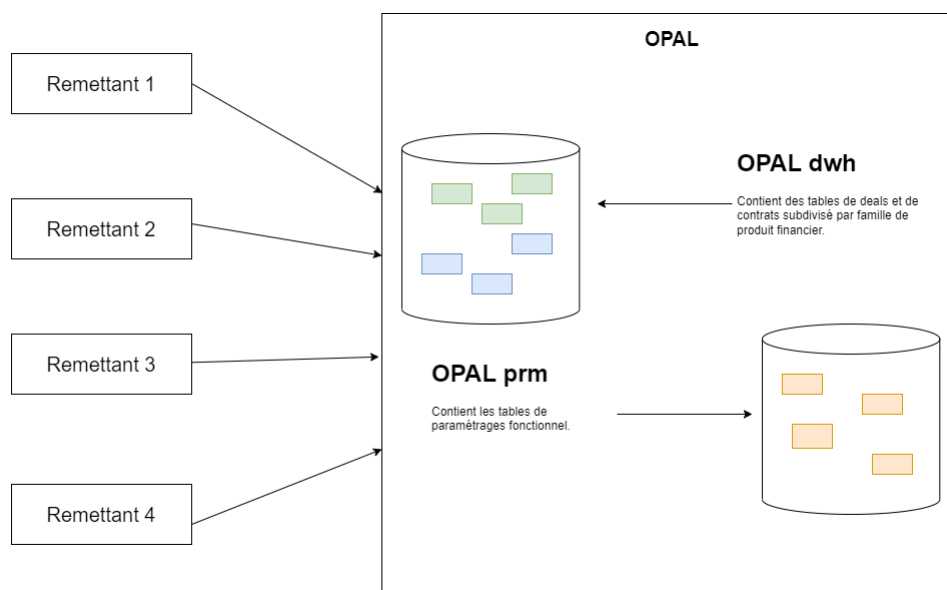 OPAL
Remettant 1
Remettant 2
Remettant 3
Remettant 4
OPAL dwh
Contient des tables de deals et de
contrats subdivisé par famille de
produit financier.
OPAL prm
Contient les tables de
paramétrages fonctionnel.